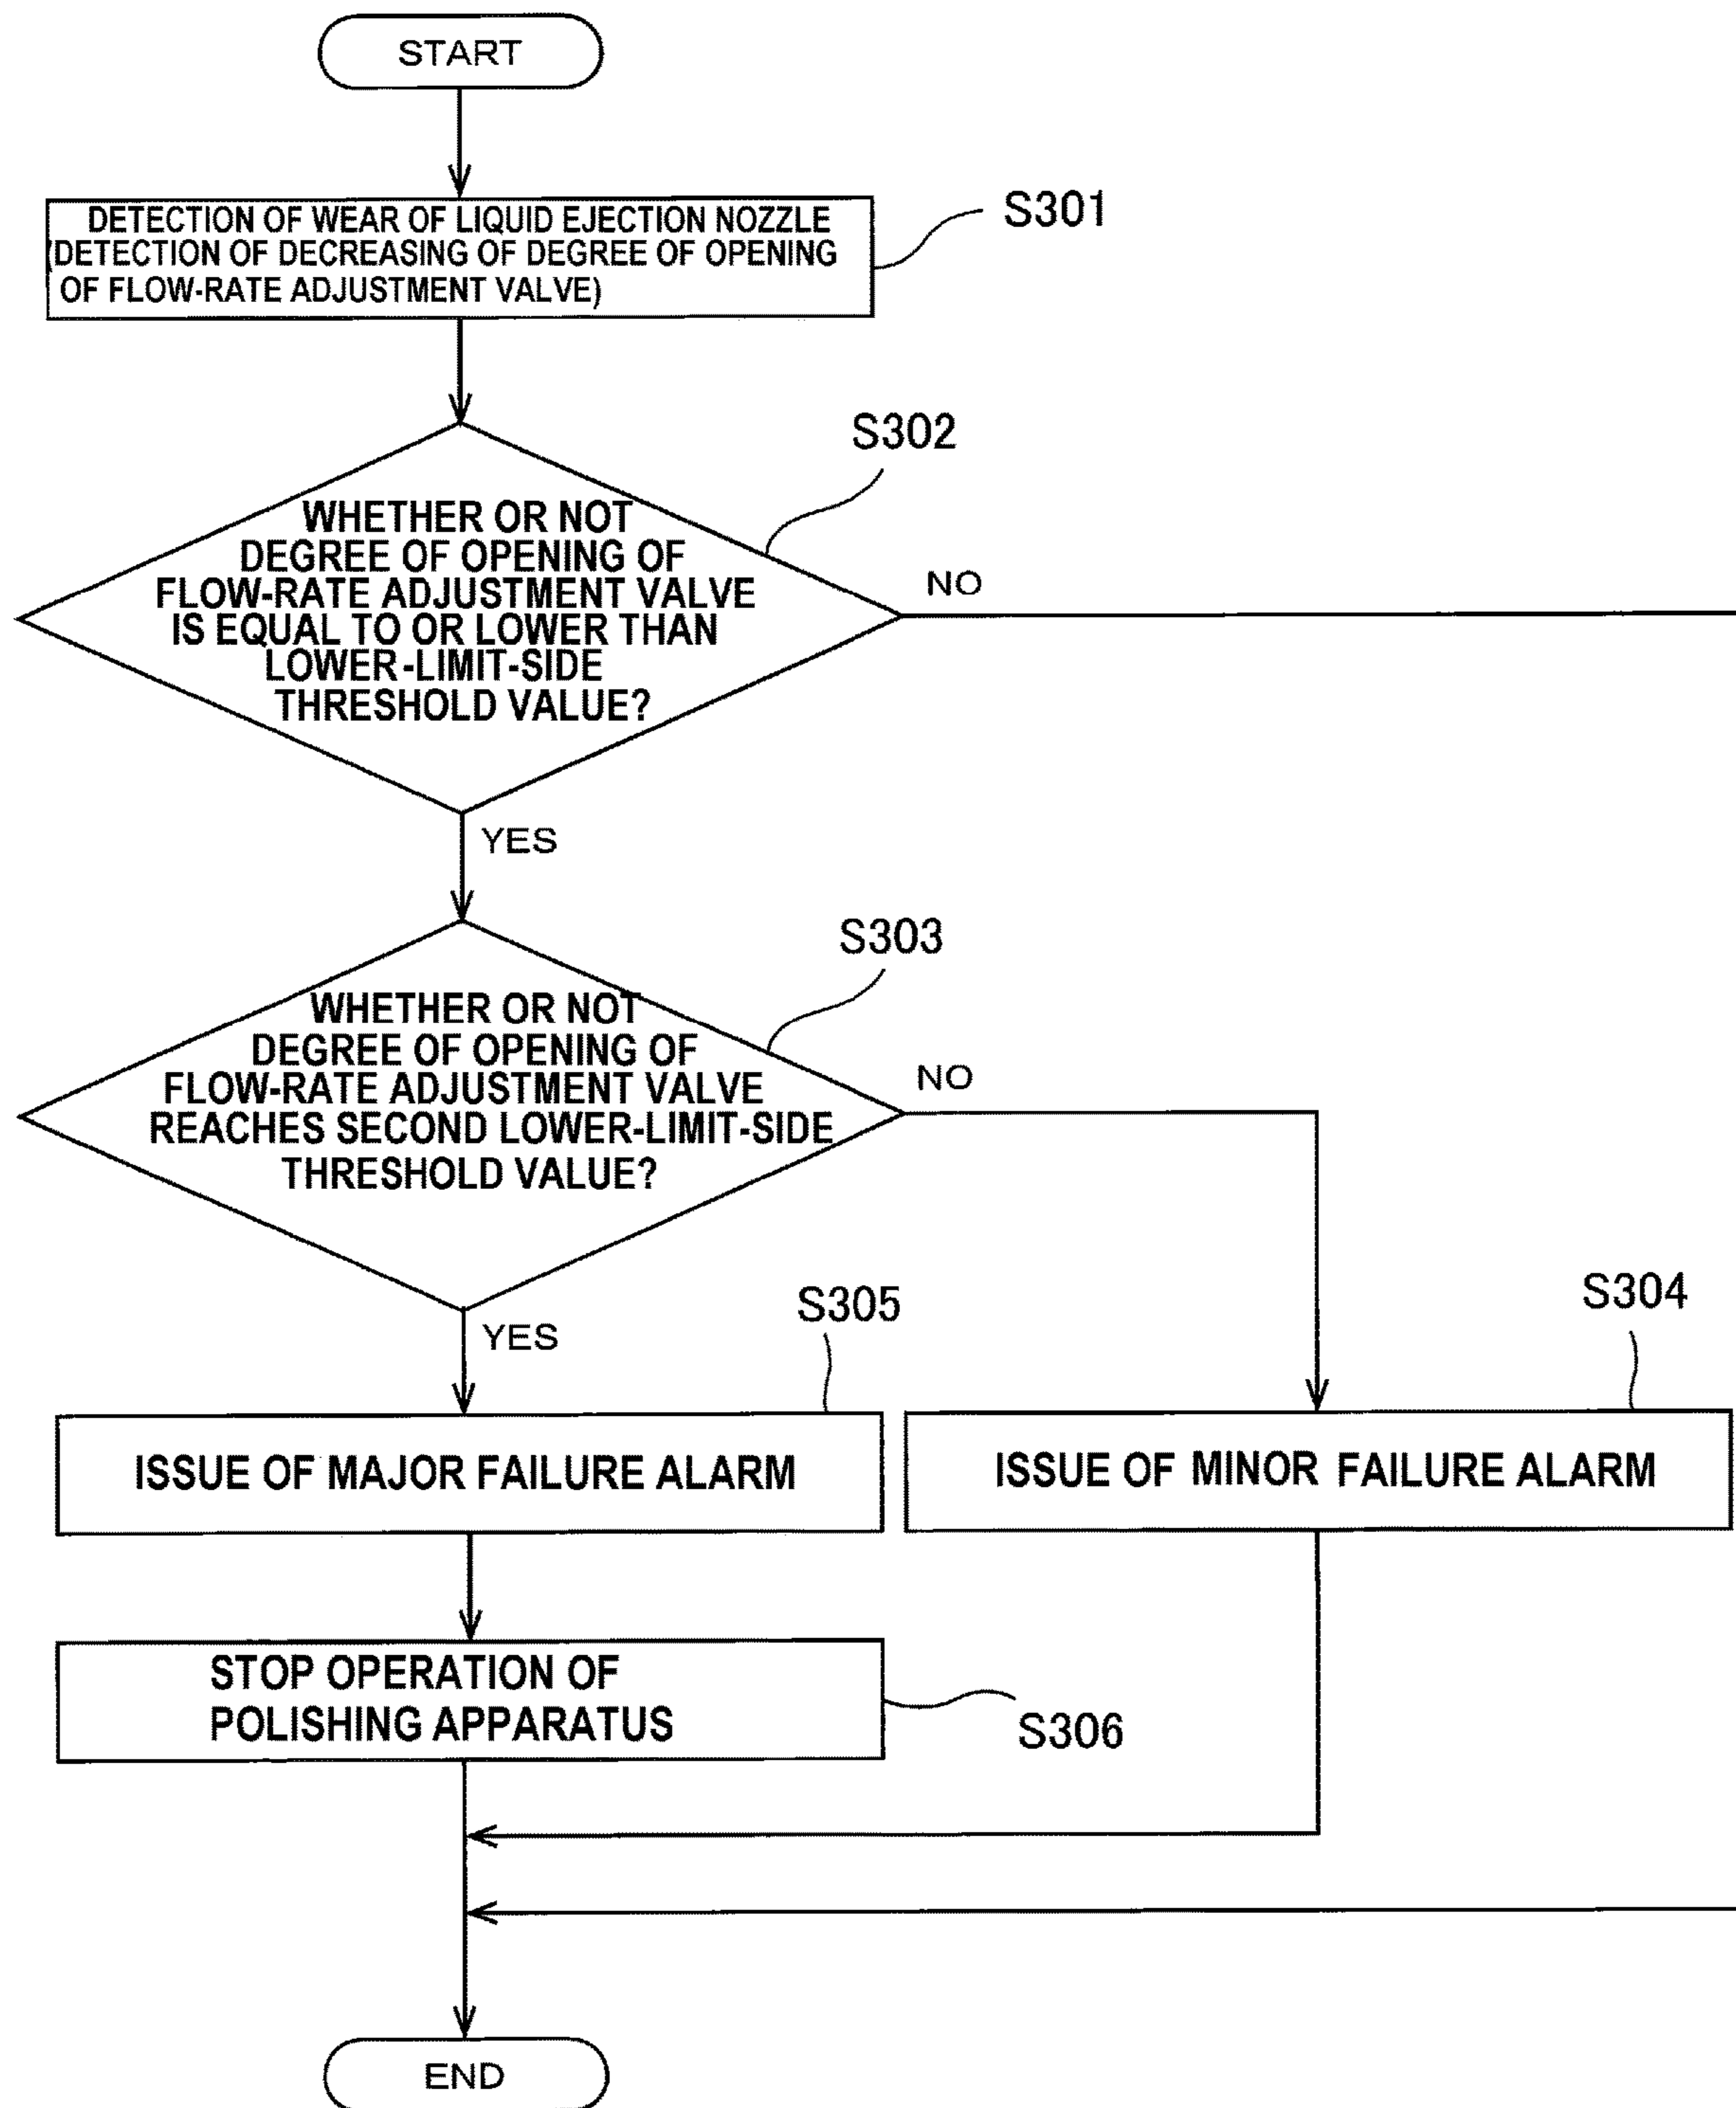 START
DETECTION OF WEAR OF LIQUID EJECTION NOZZLE
(DETECTION OF DECREASING OF DEGREE OF OPENING
OF FLOW-RATE ADJUSTMENT VALVE)
S301
S302
WHETHER OR NOT
DEGREE OF OPENING OF
FLOW-RATE ADJUSTMENT VALVE
IS EQUAL TO OR LOWER THAN
LOWER-LIMIT-SIDE
THRESHOLD VALUE?
NO
YES
S303
WHETHER OR NOT
DEGREE OF OPENING OF
FLOW-RATE ADJUSTMENT VALVE
REACHES SECOND LOWER-LIMIT-SIDE
THRESHOLD VALUE?
NO
YES
S305
S304
ISSUE OF MAJOR FAILURE ALARM
ISSUE OF MINOR FAILURE ALARM
STOP OPERATION OF
POLISHING APPARATUS
S306
END